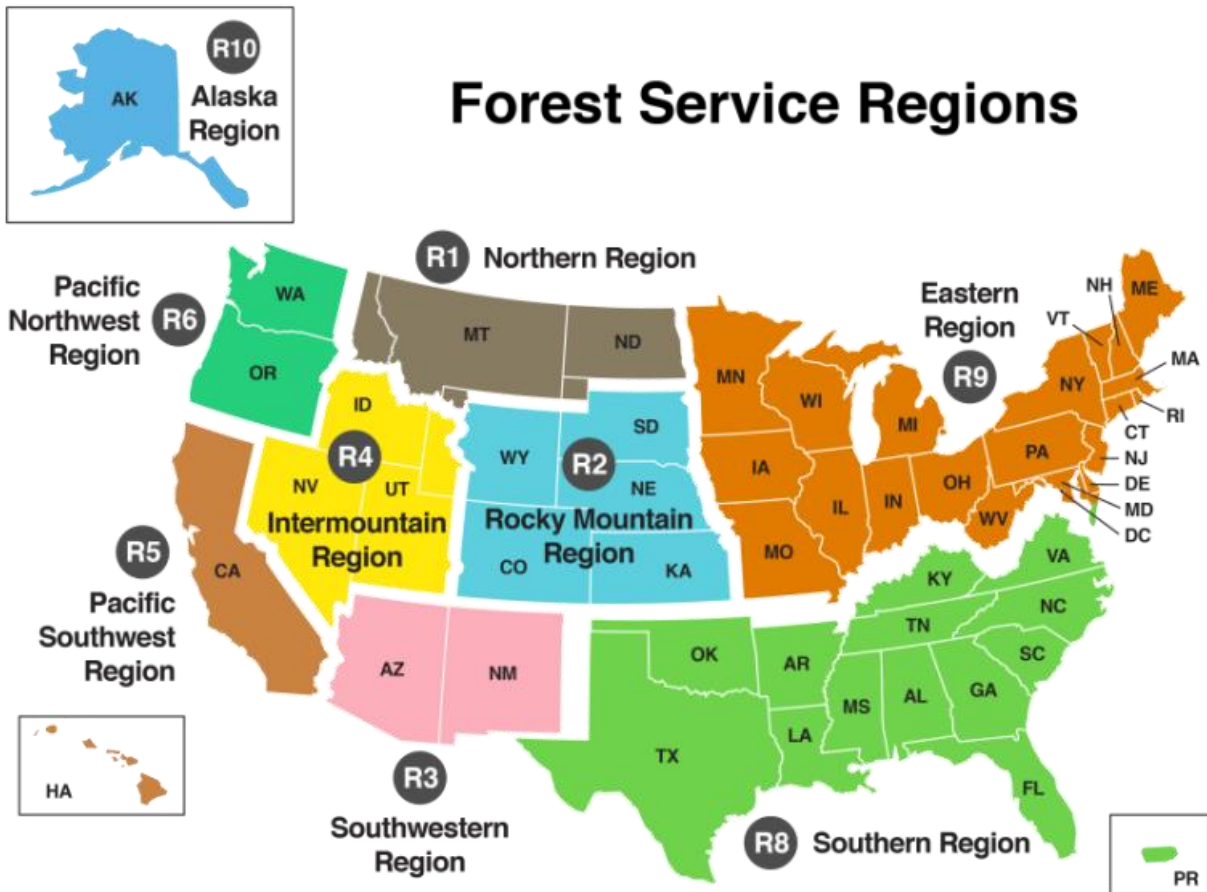 R10
Alaska
Region
AK
Forest Service Regions
R1 Northern Region
Pacific
Northwest
Region
R6
WA
OR
MT
ND
ID
R4
NV
UT
Intermountain
Region
WY
SD
R2
NE
Rocky Mountain
Region
CO
KA
Eastern
Region
R9
MN
WI
MI
IA
IL
IN
OH
MO
WV
PA
NY
VT
NH
ME
MA
RI
CT
NJ
DE
MD
DC
R5
Pacific
Southwest
Region
CA
HA
AZ
NM
R3
Southwestern
Region
KY
VA
TN
NC
SC
OK
AR
MS
AL
GA
LA
TX
FL
R8 Southern Region
PR